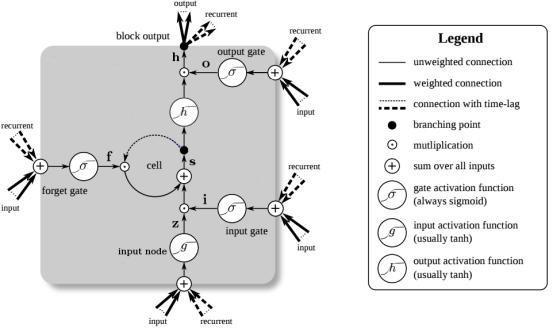 output
recurrent
block output
h
output gate
o
σ
+
input
h
recurrent
s
cell
f
σ
+
forget gate
input
+
recurrent
i
σ
+
input gate
input
z
g
input node
+
input
recurrent
Legend
unweighted connection
weighted connection
connection with time-lag
branching point
mutliplication
+
sum over all inputs
σ
gate activation function
(always sigmoid)
g
input activation function
(usually tanh)
h
output activation function
(usually tanh)